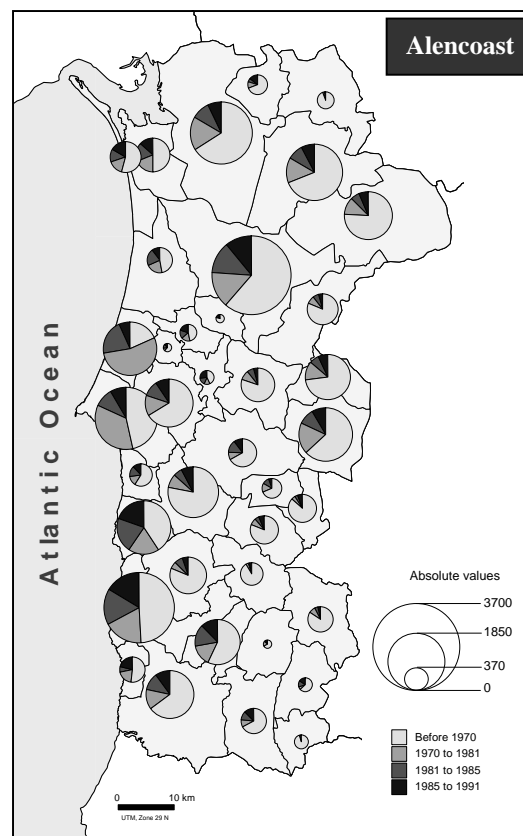 Alencoast
Atlantic Ocean
Absolute values
3700
1850
370
0
Before 1970
1970 to 1981
1981 to 1985
1985 to 1991
0 10 km
UTM, Zone 29 N